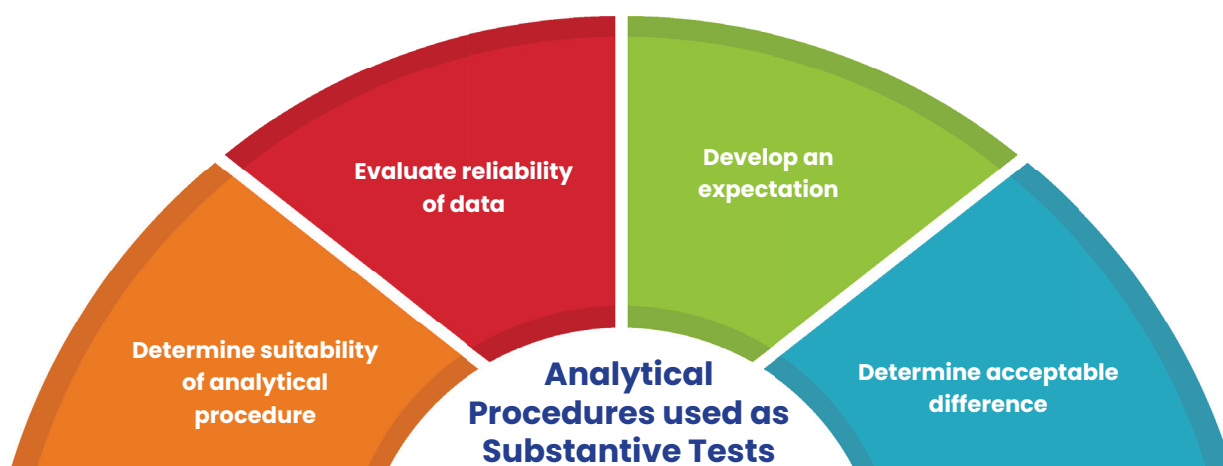 Determine suitability
of analytical
procedure
Evaluate reliability
of data
Develop an
expectation
Determine acceptable
difference
Analytical
Procedures used as
Substantive Tests